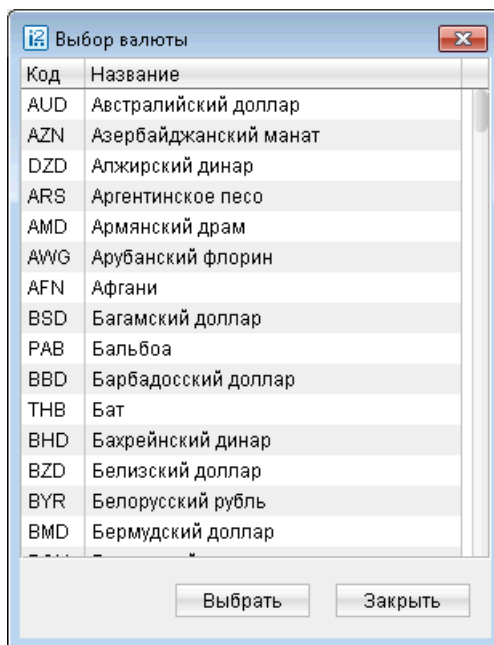 Выбор валюты
Код Название
AUD Австралийский доллар
AZN Азербайджанский манат
DZD Алжирский динар
ARS Аргентинское песо
AMD Армянский драм
AWG Арубанский флорин
AFN Афгани
BSD Багамский доллар
PAB Бальбоа
BBD Барбадосский доллар
THB Бат
BHD Бахрейнский динар
BZD Белизский доллар
BYR Белорусский рубль
BMD Бермудский доллар
Выбрать Закрыть